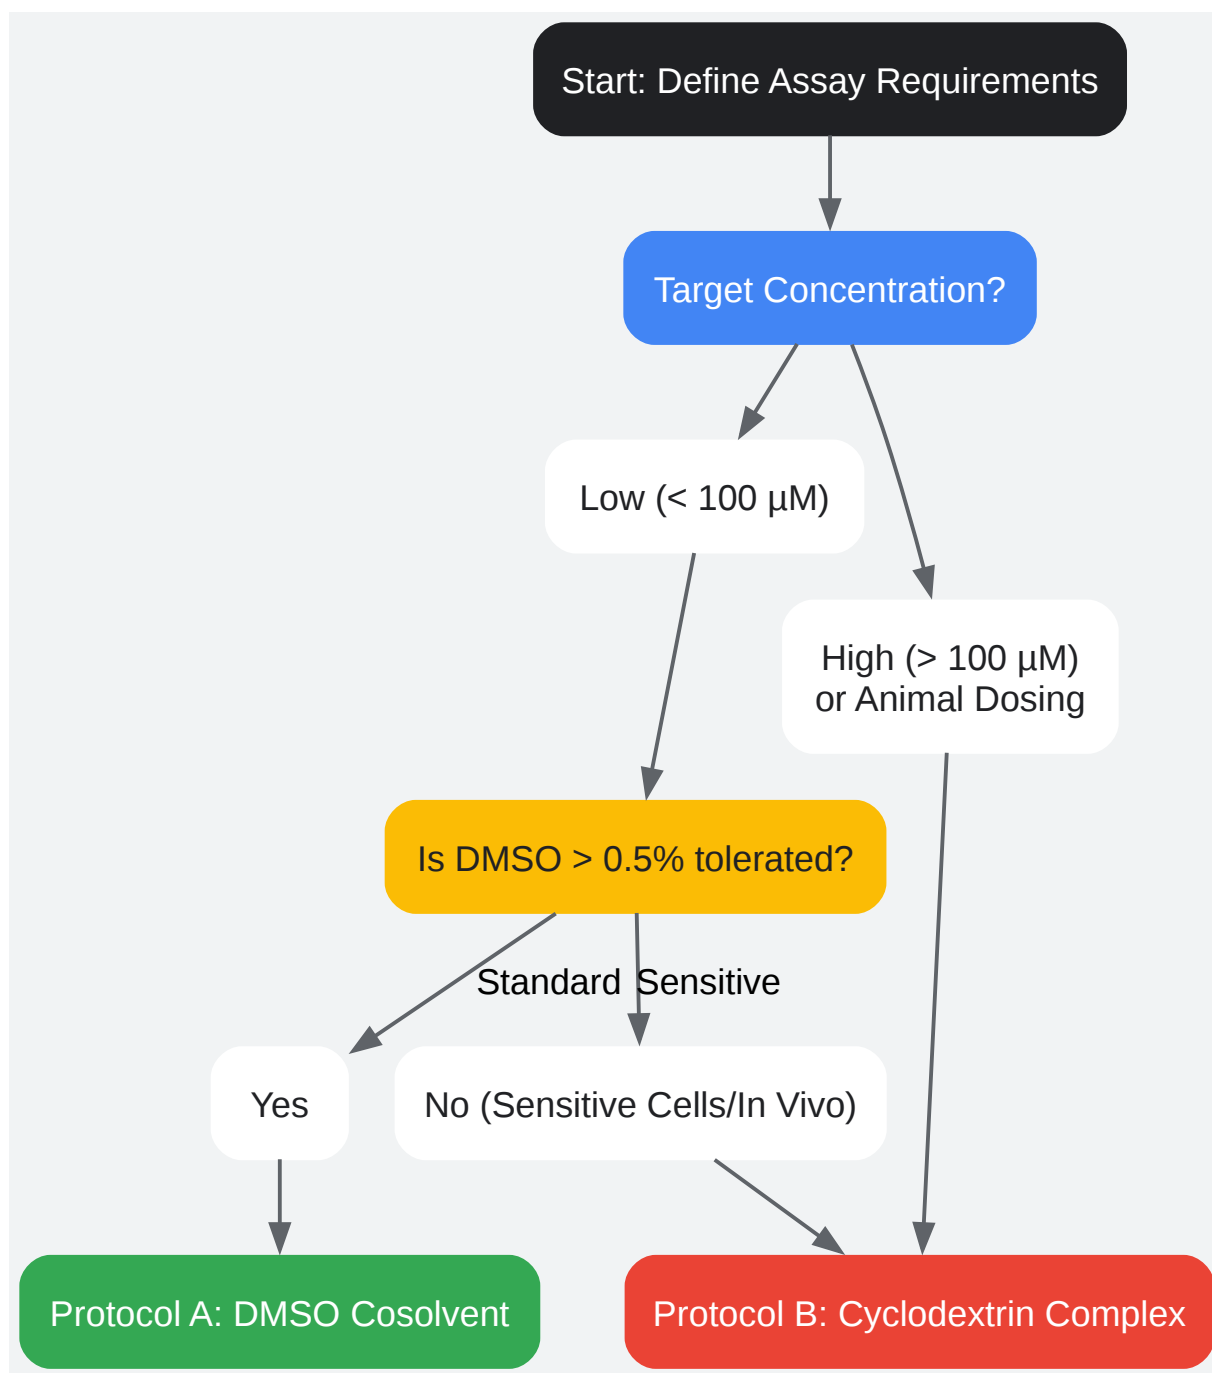 Start: Define Assay Requirements
Target Concentration?
Low (< 100 µM)
High (> 100 µM)
or Animal Dosing
Is DMSO > 0.5% tolerated?
Standard
Sensitive
Yes
No (Sensitive Cells/In Vivo)
Protocol A: DMSO Cosolvent
Protocol B: Cyclodextrin Complex